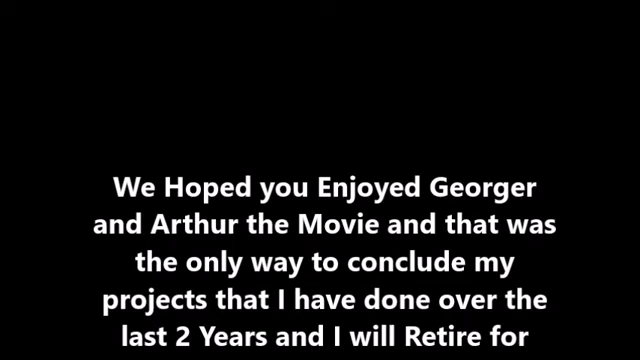 We Hoped you Enjoyed Georger
and Arthur the Movie and that was
the only way to conclude my
projects that I have done over the
last 2 Years and I will Retire for